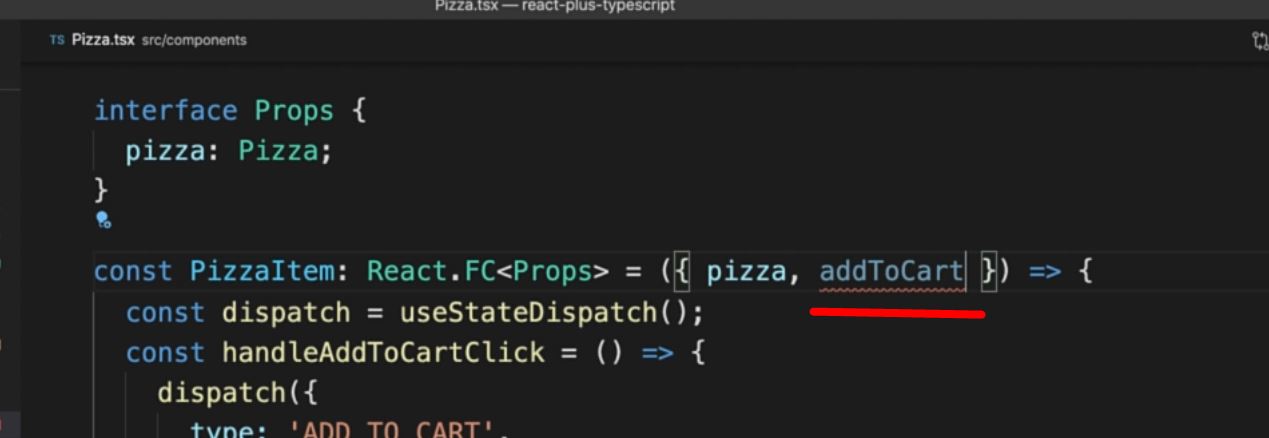 Pizza.tsx — react-plus-typescript
TS Pizza.tsx src/components
interface Props {
pizza: Pizza;
}
const PizzaItem: React.FC<Props> = ({ pizza, addToCart }) => {
const dispatch = useStateDispatch();
const handleAddToCartClick = () => {
dispatch({
type: 'ADD_TO_CART',